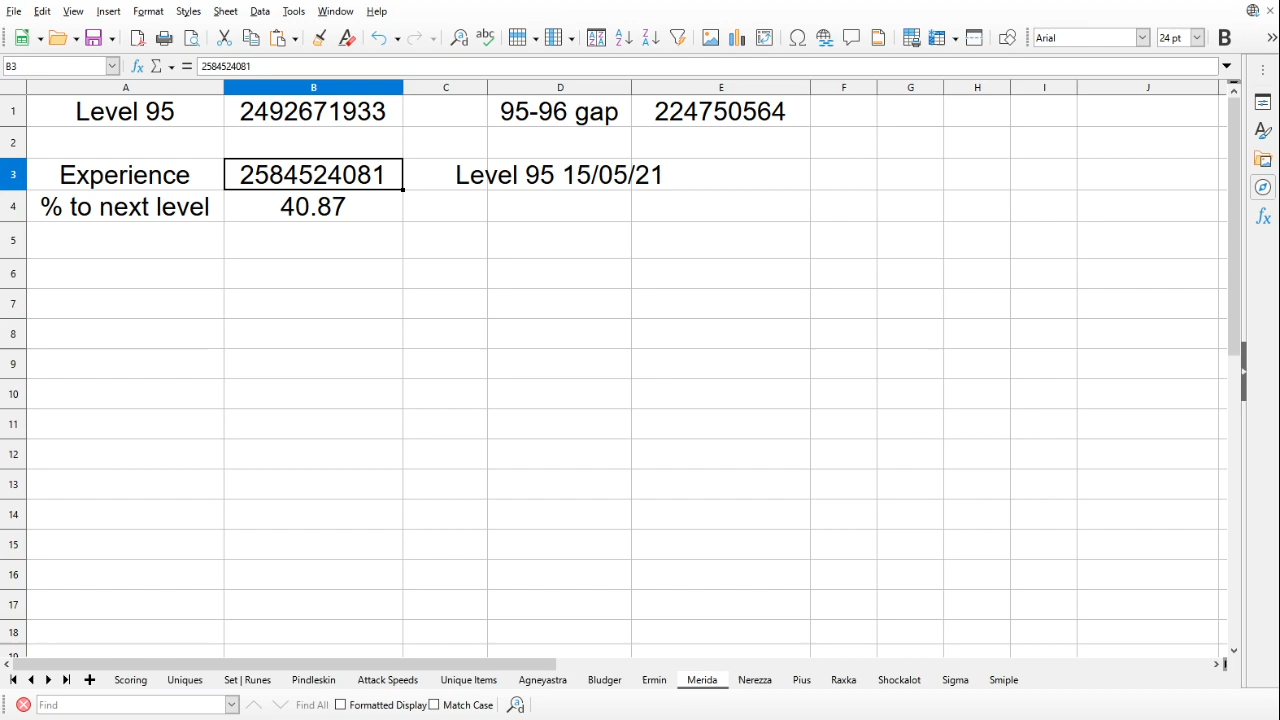 File Edit View Insert Format Styles Sheet Data Tools Window Help
Arial 24 pt B
B3 fx Σ = 2584524081
A B C D E F G H I J
1 Level 95 2492671933 95-96 gap 224750564
2
3 Experience 2584524081 Level 95 15/05/21
4 % to next level 40.87
5
6
7
8
9
10
11
12
13
14
15
16
17
18
19
Scoring Uniques Set | Runes Pindleskin Attack Speeds Unique Items Agneyastra Bludger Ermin Merida Nerezza Pius Raxka Shockalot Sigma Smiple
Find Find All Formatted Display Match Case